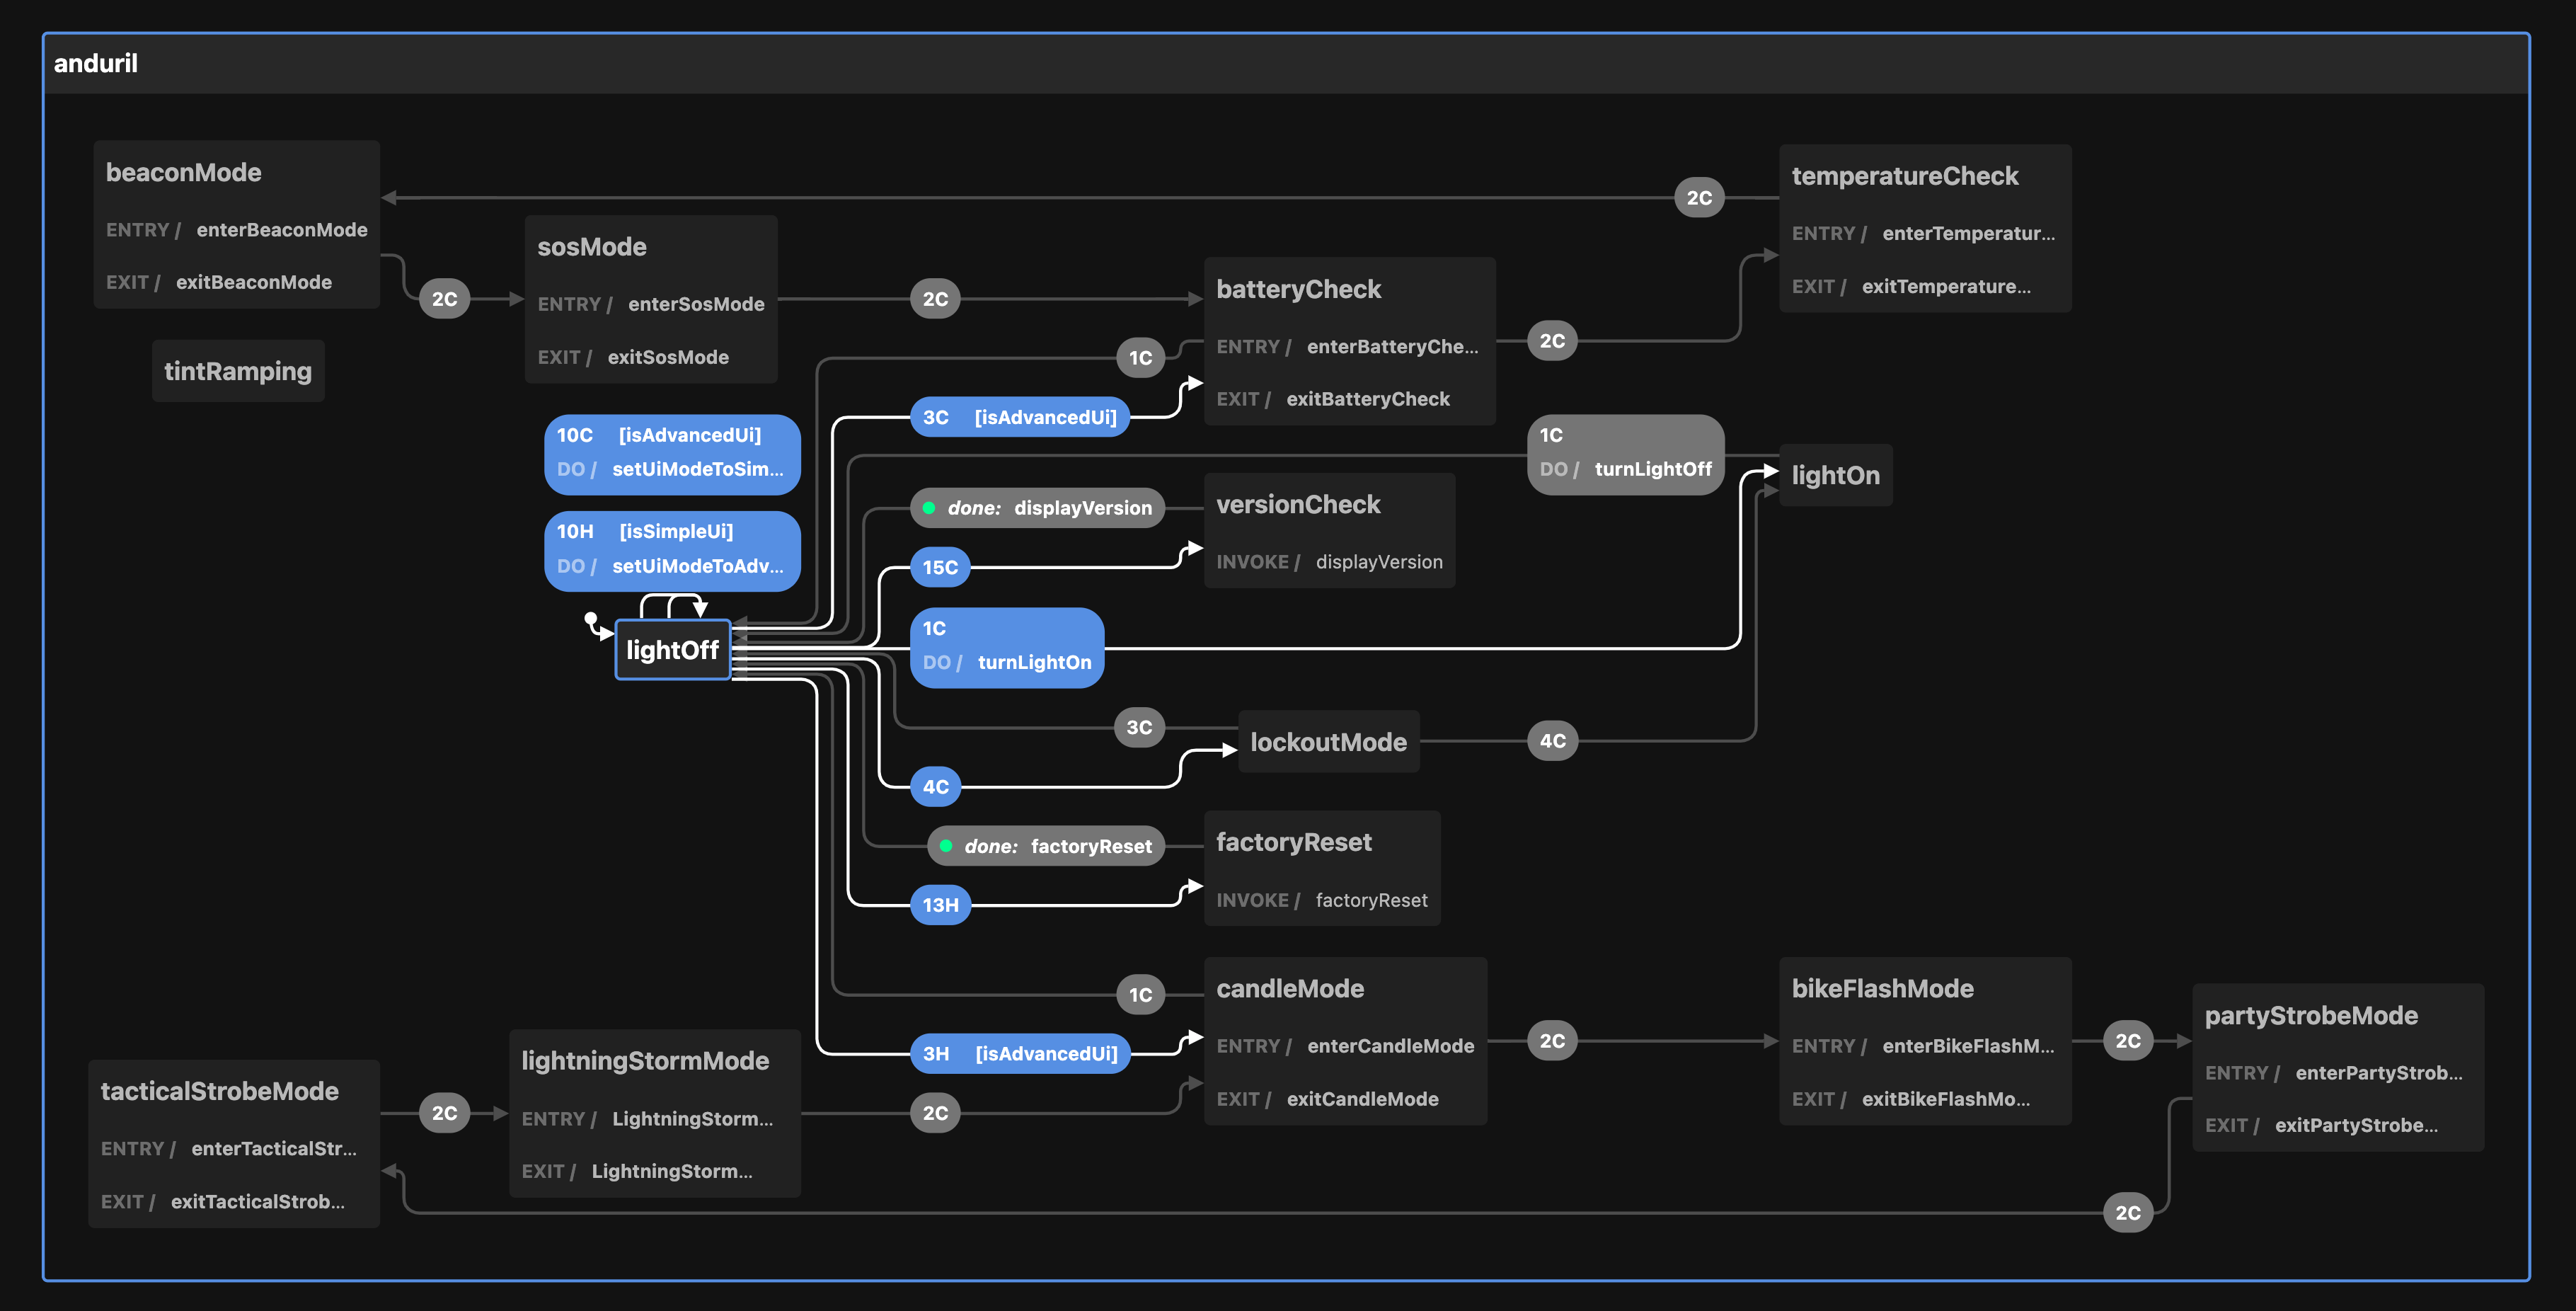 anduril
beaconMode
ENTRY / enterBeaconMode
EXIT / exitBeaconMode
2C
sosMode
ENTRY / enterSosMode
EXIT / exitSosMode
2C
tintRamping
temperatureCheck
ENTRY / enterTemperatur...
EXIT / exitTemperature...
2C
batteryCheck
ENTRY / enterBatteryChe...
EXIT / exitBatteryCheck
2C
1C
3C [isAdvancedUi]
10C [isAdvancedUi]
DO / setUiModeToSim...
10H [isSimpleUi]
DO / setUiModeToAdv...
lightOff
1C
DO / turnLightOff
lightOn
done: displayVersion
versionCheck
INVOKE / displayVersion
15C
1C
DO / turnLightOn
3C
lockoutMode
4C
4C
done: factoryReset
factoryReset
INVOKE / factoryReset
13H
1C
candleMode
ENTRY / enterCandleMode
EXIT / exitCandleMode
3H [isAdvancedUi]
2C
2C
bikeFlashMode
ENTRY / enterBikeFlashM...
EXIT / exitBikeFlashMo...
2C
partyStrobeMode
ENTRY / enterPartyStrob...
EXIT / exitPartyStrobe...
2C
tacticalStrobeMode
ENTRY / enterTacticalStr...
EXIT / exitTacticalStrob...
2C
lightningStormMode
ENTRY / LightningStorm...
EXIT / LightningStorm...